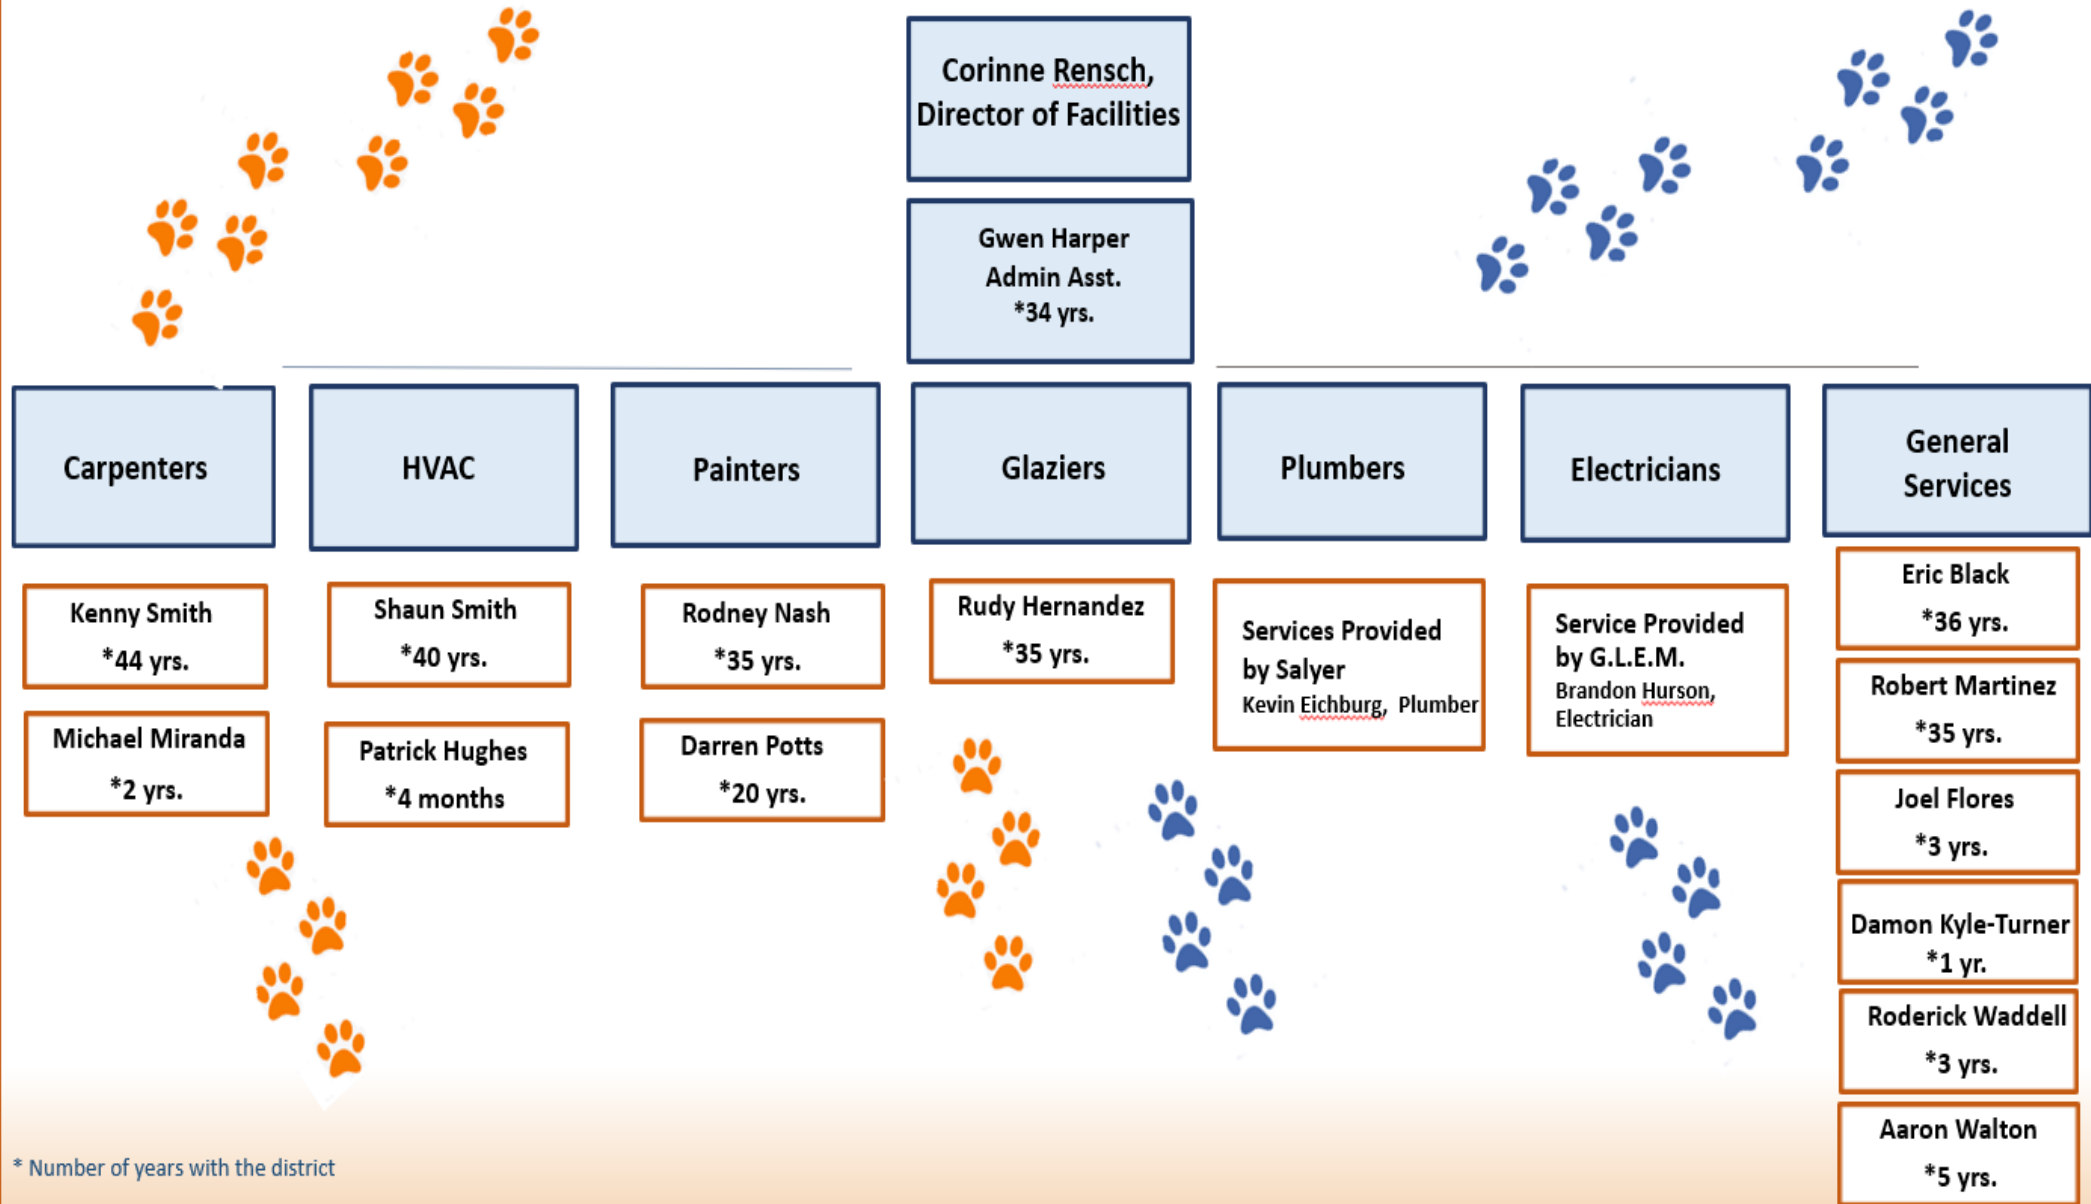 Corinne Rensch,
Director of Facilities
Gwen Harper
Admin Asst.
*34 yrs.
Carpenters
HVAC
Painters
Glaziers
Plumbers
Electricians
General
Services
Kenny Smith
*44 yrs.
Michael Miranda
*2 yrs.
Shaun Smith
*40 yrs.
Patrick Hughes
*4 months
Rodney Nash
*35 yrs.
Darren Potts
*20 yrs.
Rudy Hernandez
*35 yrs.
Services Provided
by Salyer
Kevin Eichburg, Plumber
Service Provided
by G.L.E.M.
Brandon Hurson,
Electrician
Eric Black
*36 yrs.
Robert Martinez
*35 yrs.
Joel Flores
*3 yrs.
Damon Kyle-Turner
*1 yr.
Roderick Waddell
*3 yrs.
Aaron Walton
*5 yrs.
* Number of years with the district